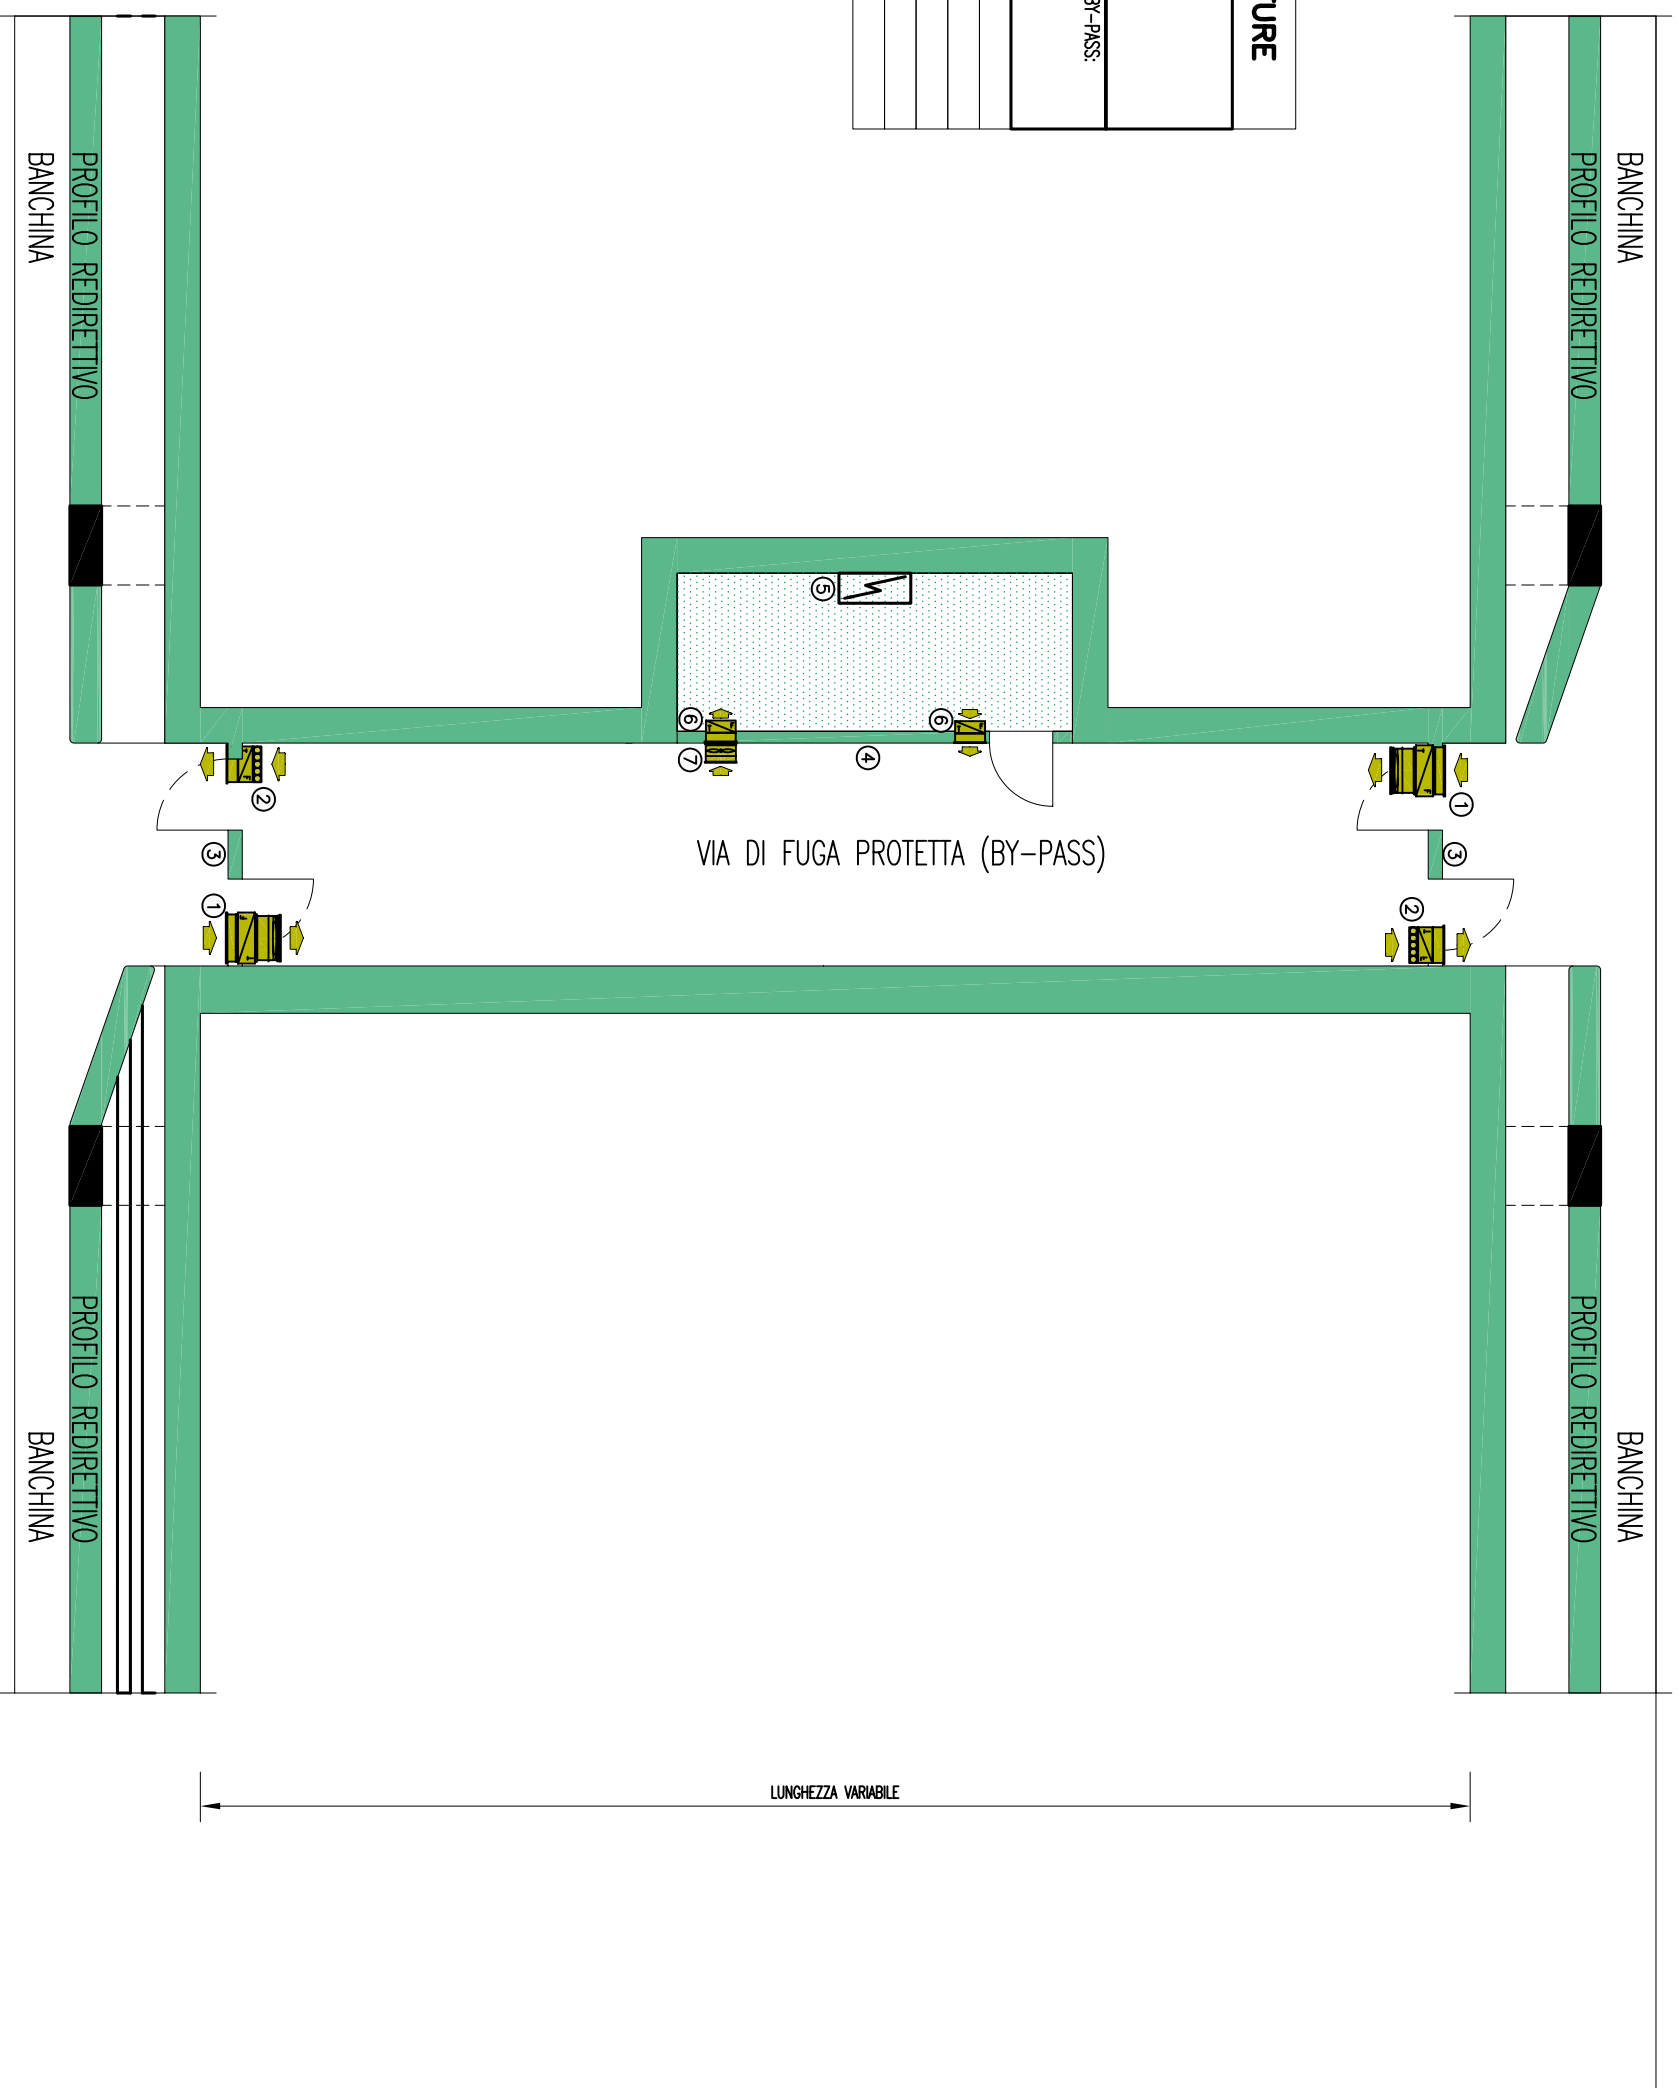 TURE
BY-PASS:
BANCHINA
PROFILO REDIRETTIVO
PROFILO REDIRETTIVO
BANCHINA
5
6
7
6
4
2
1
3
3
1
2
VIA DI FUGA PROTETTA (BY-PASS)
BANCHINA
PROFILO REDIRETTIVO
PROFILO REDIRETTIVO
BANCHINA
LUNGHEZZA VARIABILE